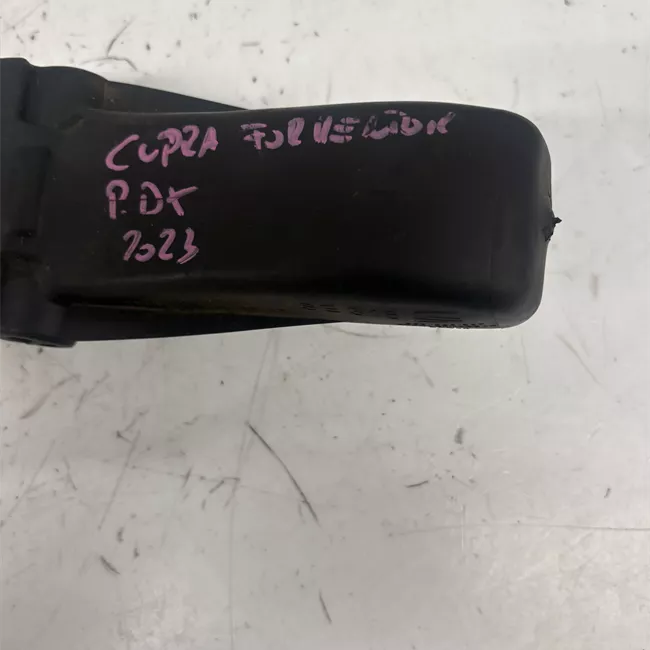 CUPRA FORMENTOR
P. DX
2023